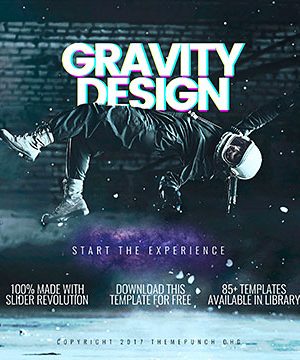 GRAVITY
DESIGN
START THE EXPERIENCE
100% MADE WITH
SLIDER REVOLUTION
DOWNLOAD THIS
TEMPLATE FOR FREE
85+ TEMPLATES
AVAILABLE IN LIBRARY
COPYRIGHT 2017 THEMEPUNCH OHG